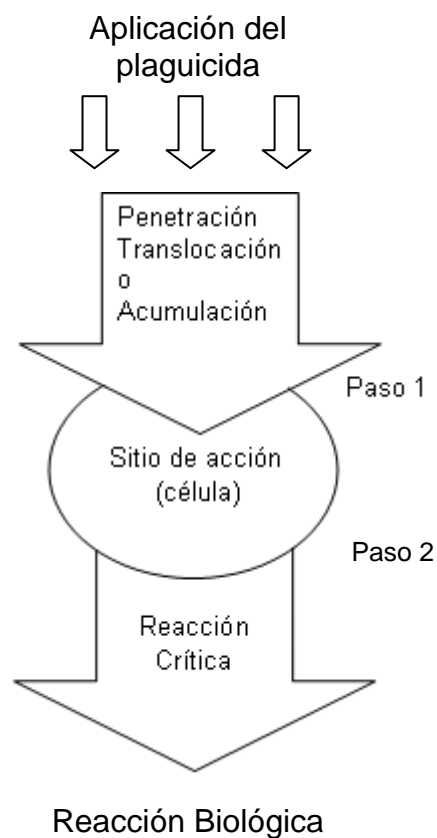 Aplicación del
plaguicida
Penetración
Translocación
o
Acumulación
Paso 1
Sitio de acción
(célula)
Paso 2
Reacción
Crítica
Reacción Biológica